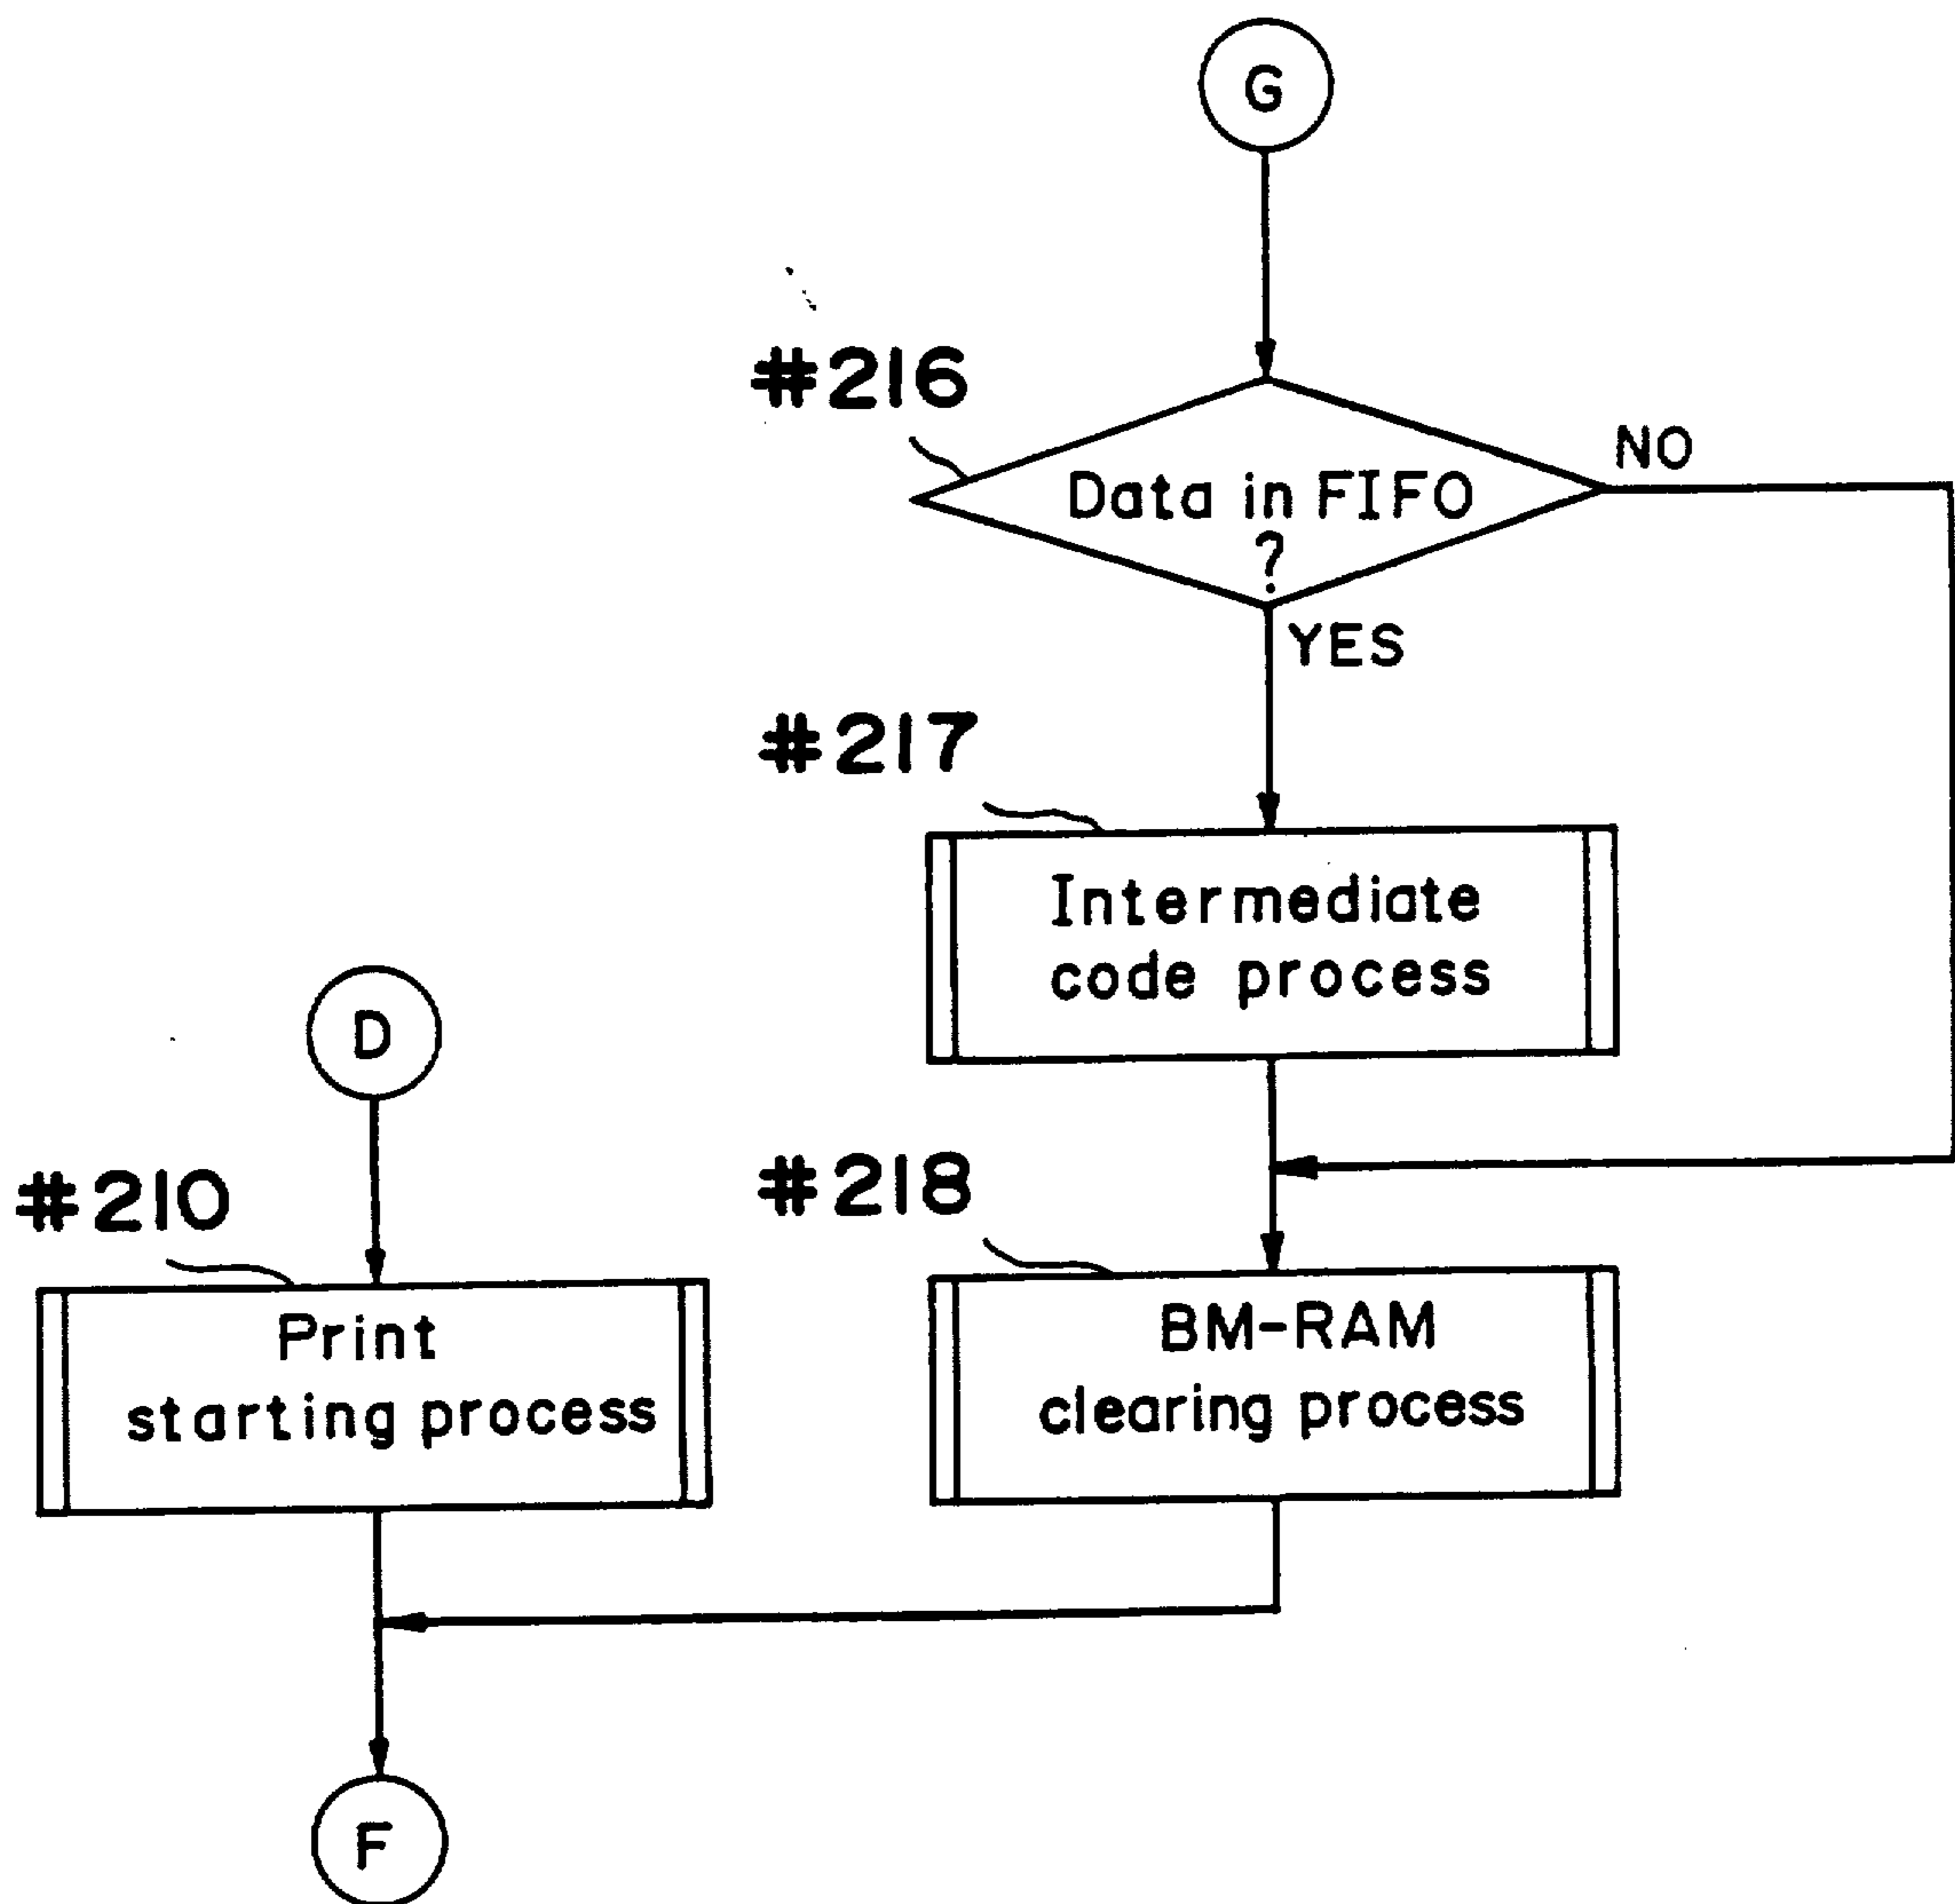 G
#216
NO
Data in FIFO
?
YES
#217
Intermediate
code process
D
#210
#218
Print
starting process
BM-RAM
clearing process
F